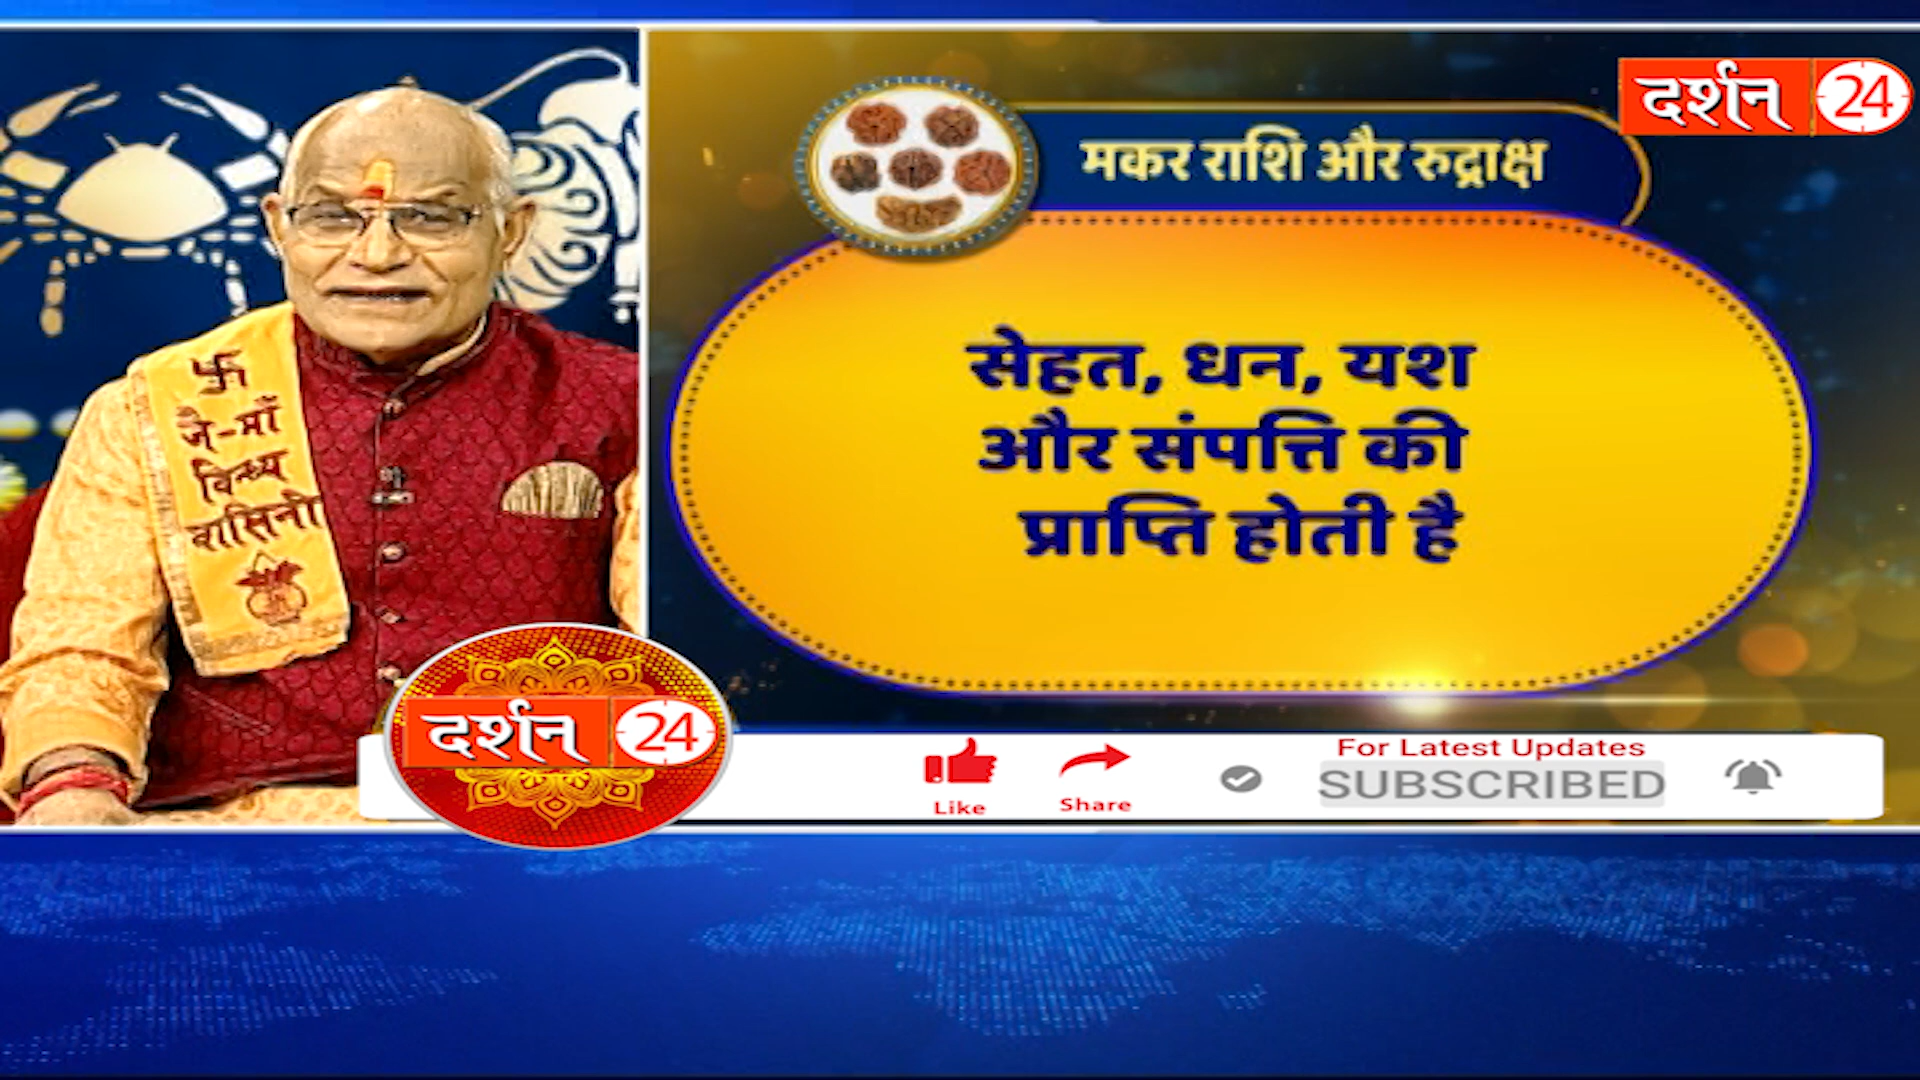 दर्शन 24
मकर राशि और रुद्राक्ष
सेहत, धन, यश
और संपत्ति की
प्राप्ति होती है
जै-माँ
विन्ध्य
वासिनी
दर्शन 24
Like
Share
For Latest Updates
SUBSCRIBED